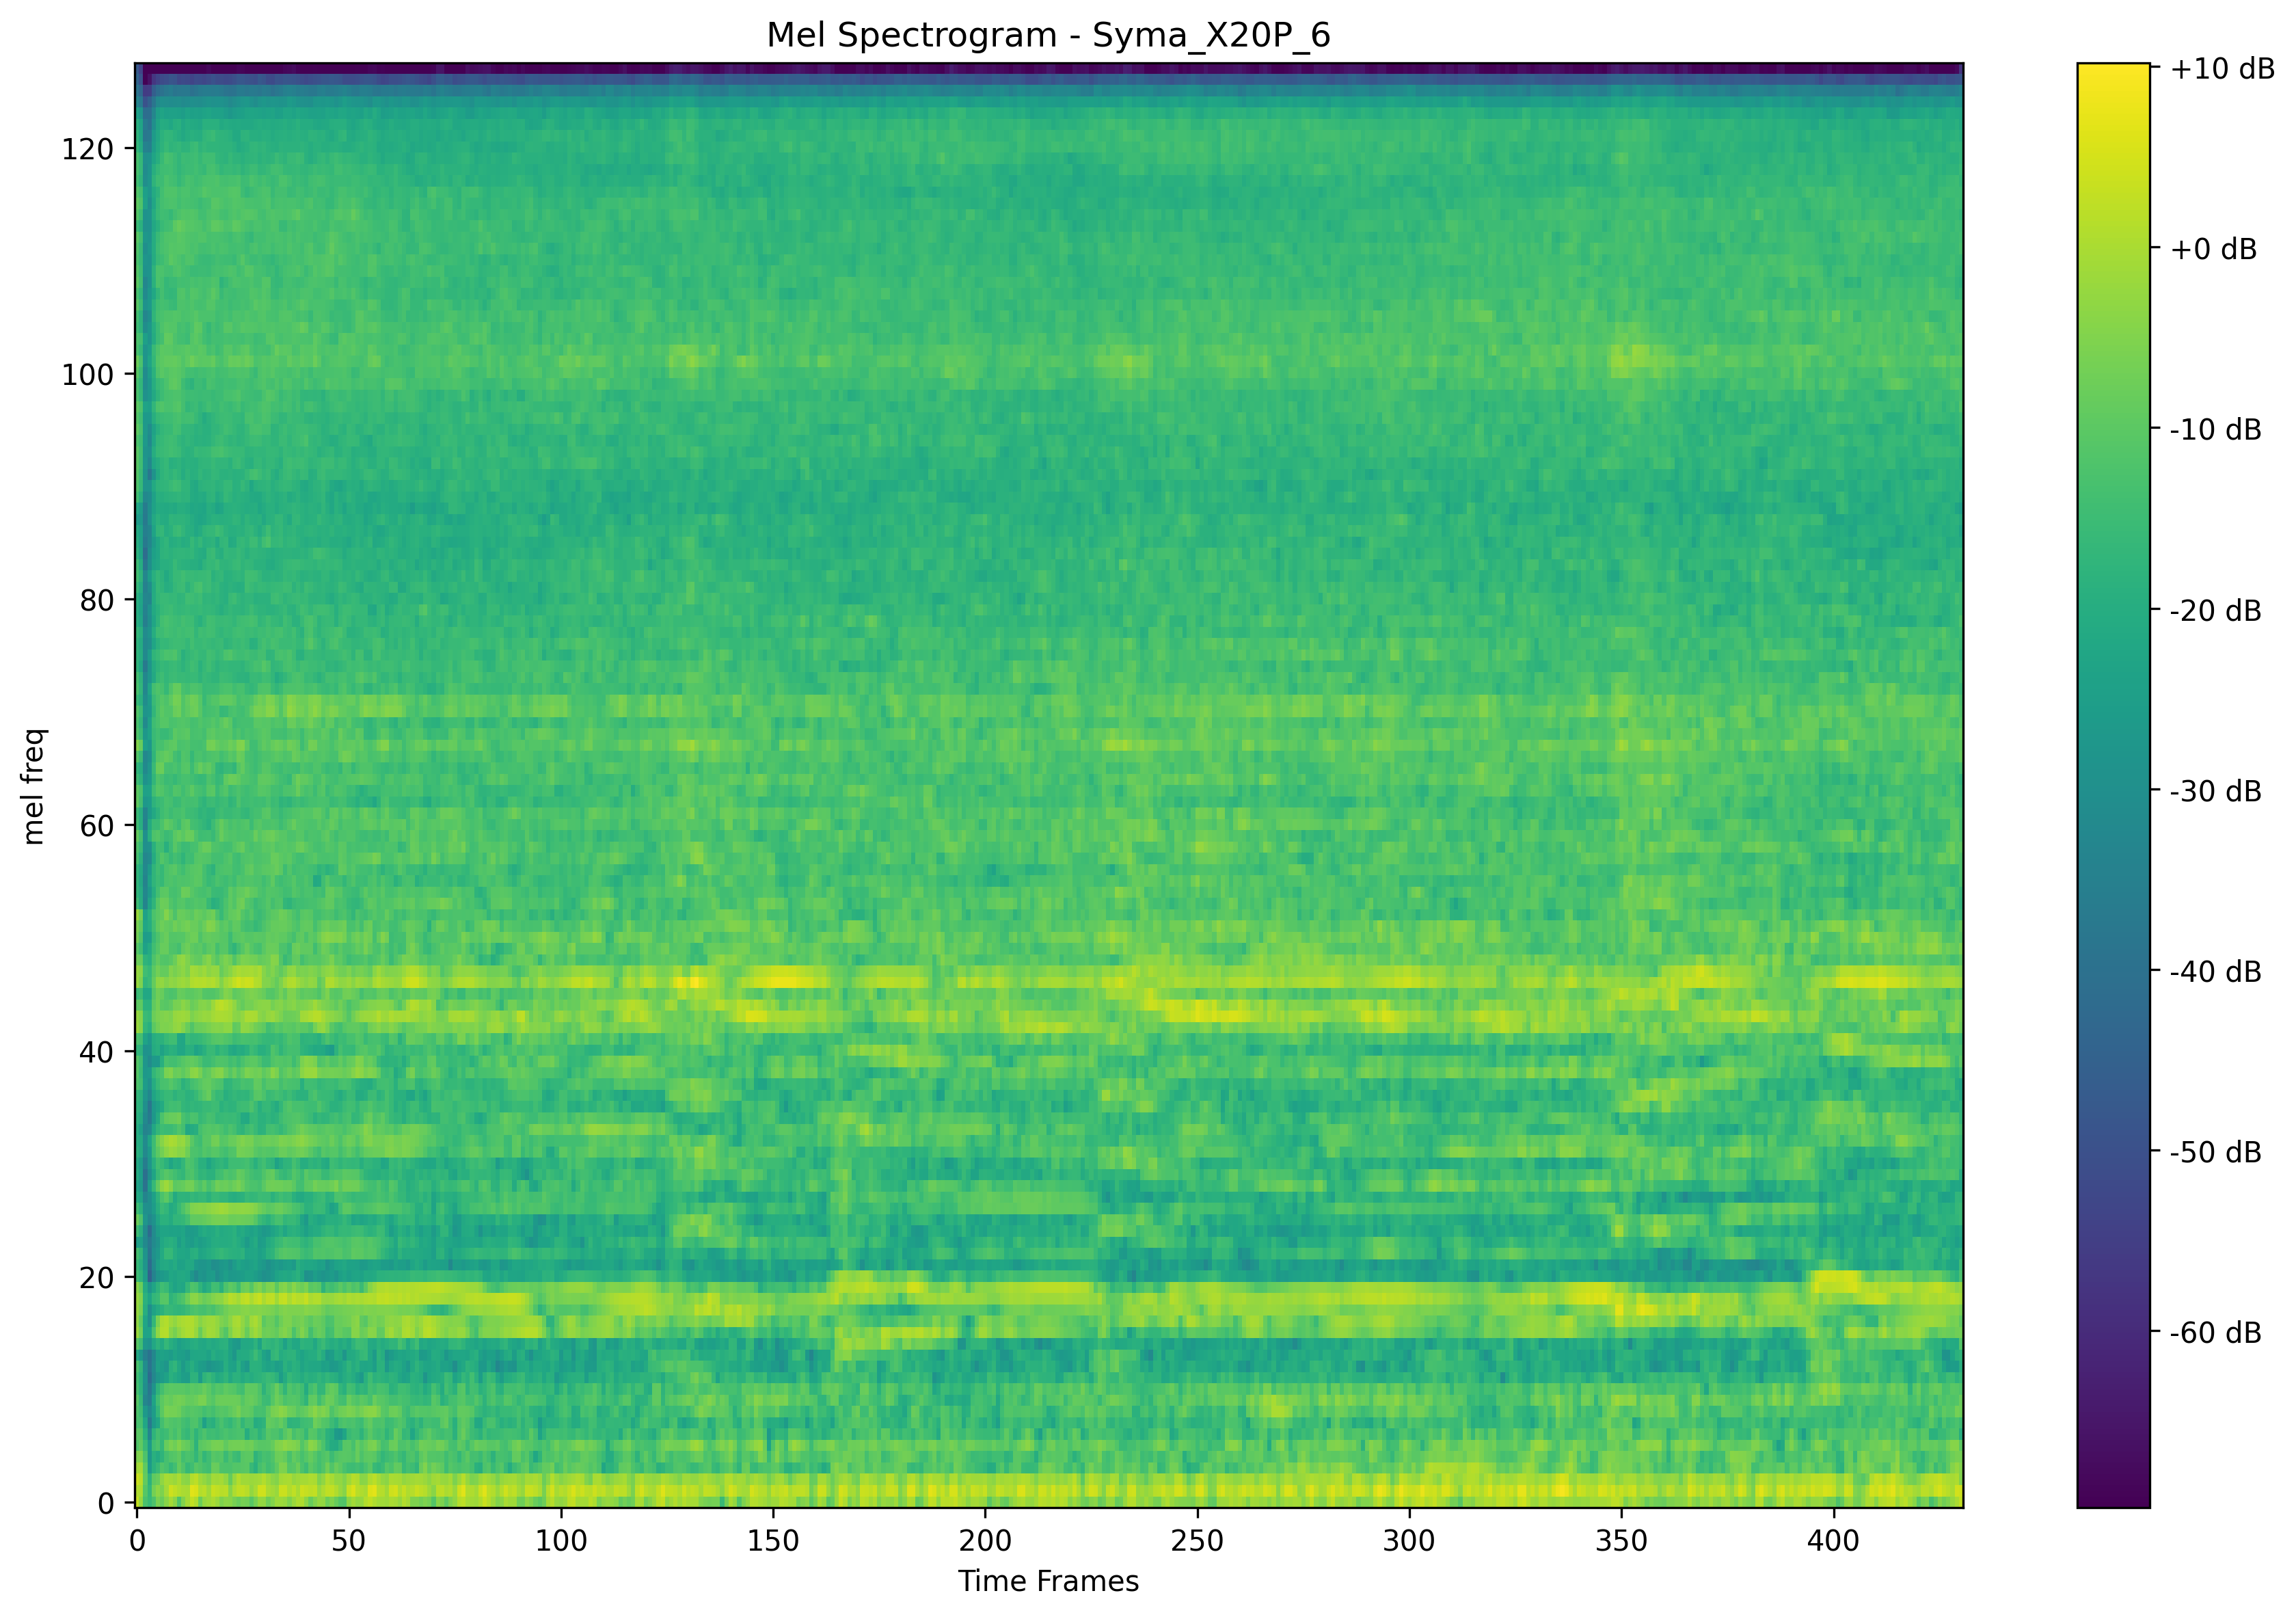 Mel Spectrogram - Syma_X20P_6
mel freq
120
100
80
60
40
20
0
0 50 100 150 200 250 300 350 400
Time Frames
+10 dB
+0 dB
-10 dB
-20 dB
-30 dB
-40 dB
-50 dB
-60 dB